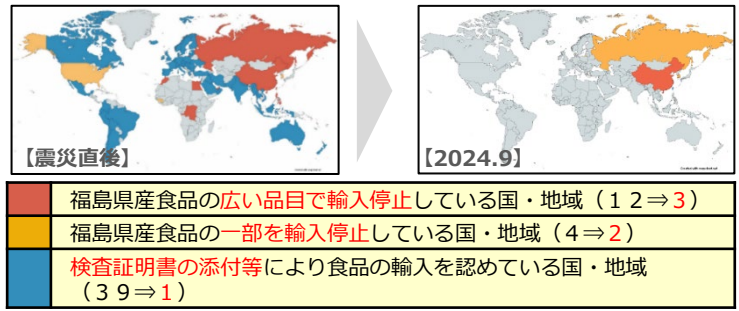 【震災直後】
【2024.9】
福島県産食品の広い品目で輸入停止している国・地域（１２⇒３）
福島県産食品の一部を輸入停止している国・地域（４⇒２）
検査証明書の添付等により食品の輸入を認めている国・地域
（３９⇒１）